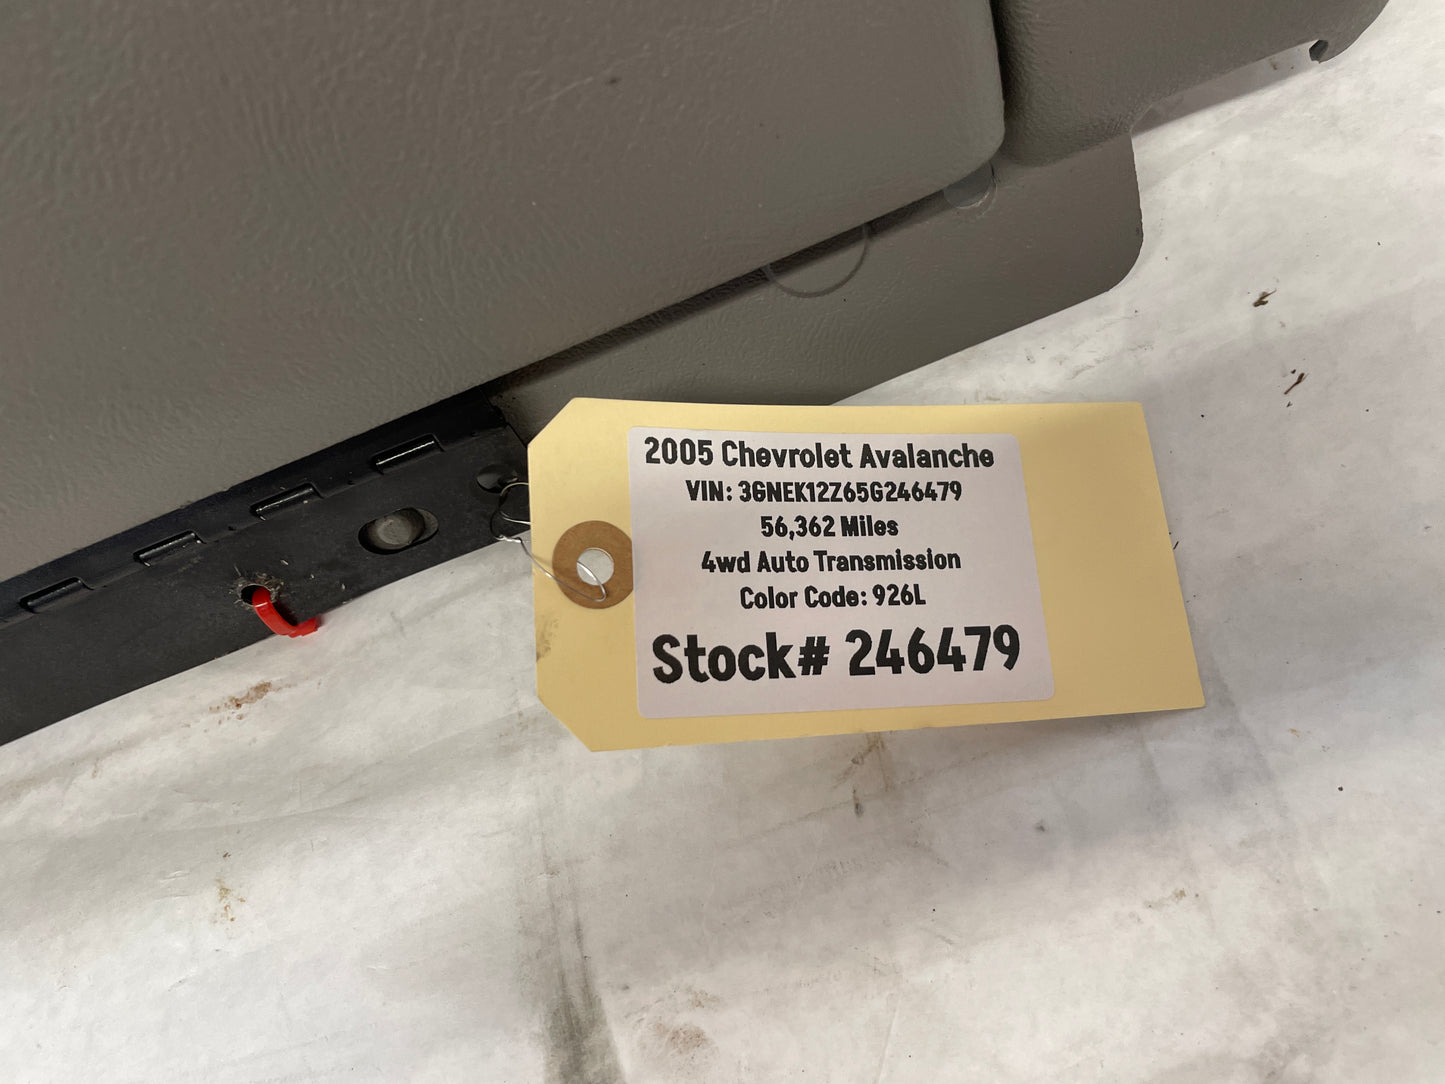 2005 Chevrolet Avalanche
VIN: 3GNEK12Z65G246479
56,362 Miles
4wd Auto Transmission
Color Code: 926L
Stock# 246479